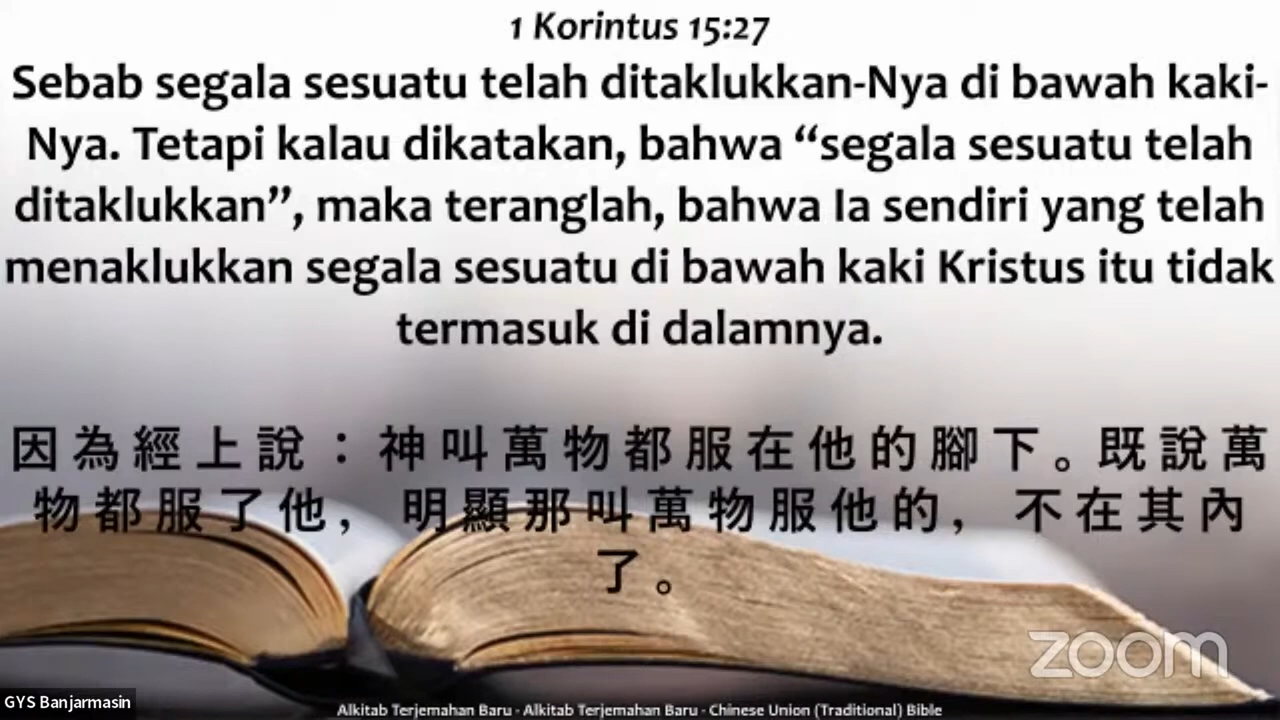 1 Korintus 15:27
Sebab segala sesuatu telah ditaklukkan-Nya di bawah kaki-
Nya. Tetapi kalau dikatakan, bahwa “segala sesuatu telah
ditaklukkan”, maka teranglah, bahwa Ia sendiri yang telah
menaklukkan segala sesuatu di bawah kaki Kristus itu tidak
termasuk di dalamnya.
因為經上說：神叫萬物都服在他的腳下。既說萬
物都服了他，明顯那叫萬物服他的，不在其內
了。
zoom
GYS Banjarmasin
Alkitab Terjemahan Baru - Alkitab Terjemahan Baru - Chinese Union (Traditional) Bible